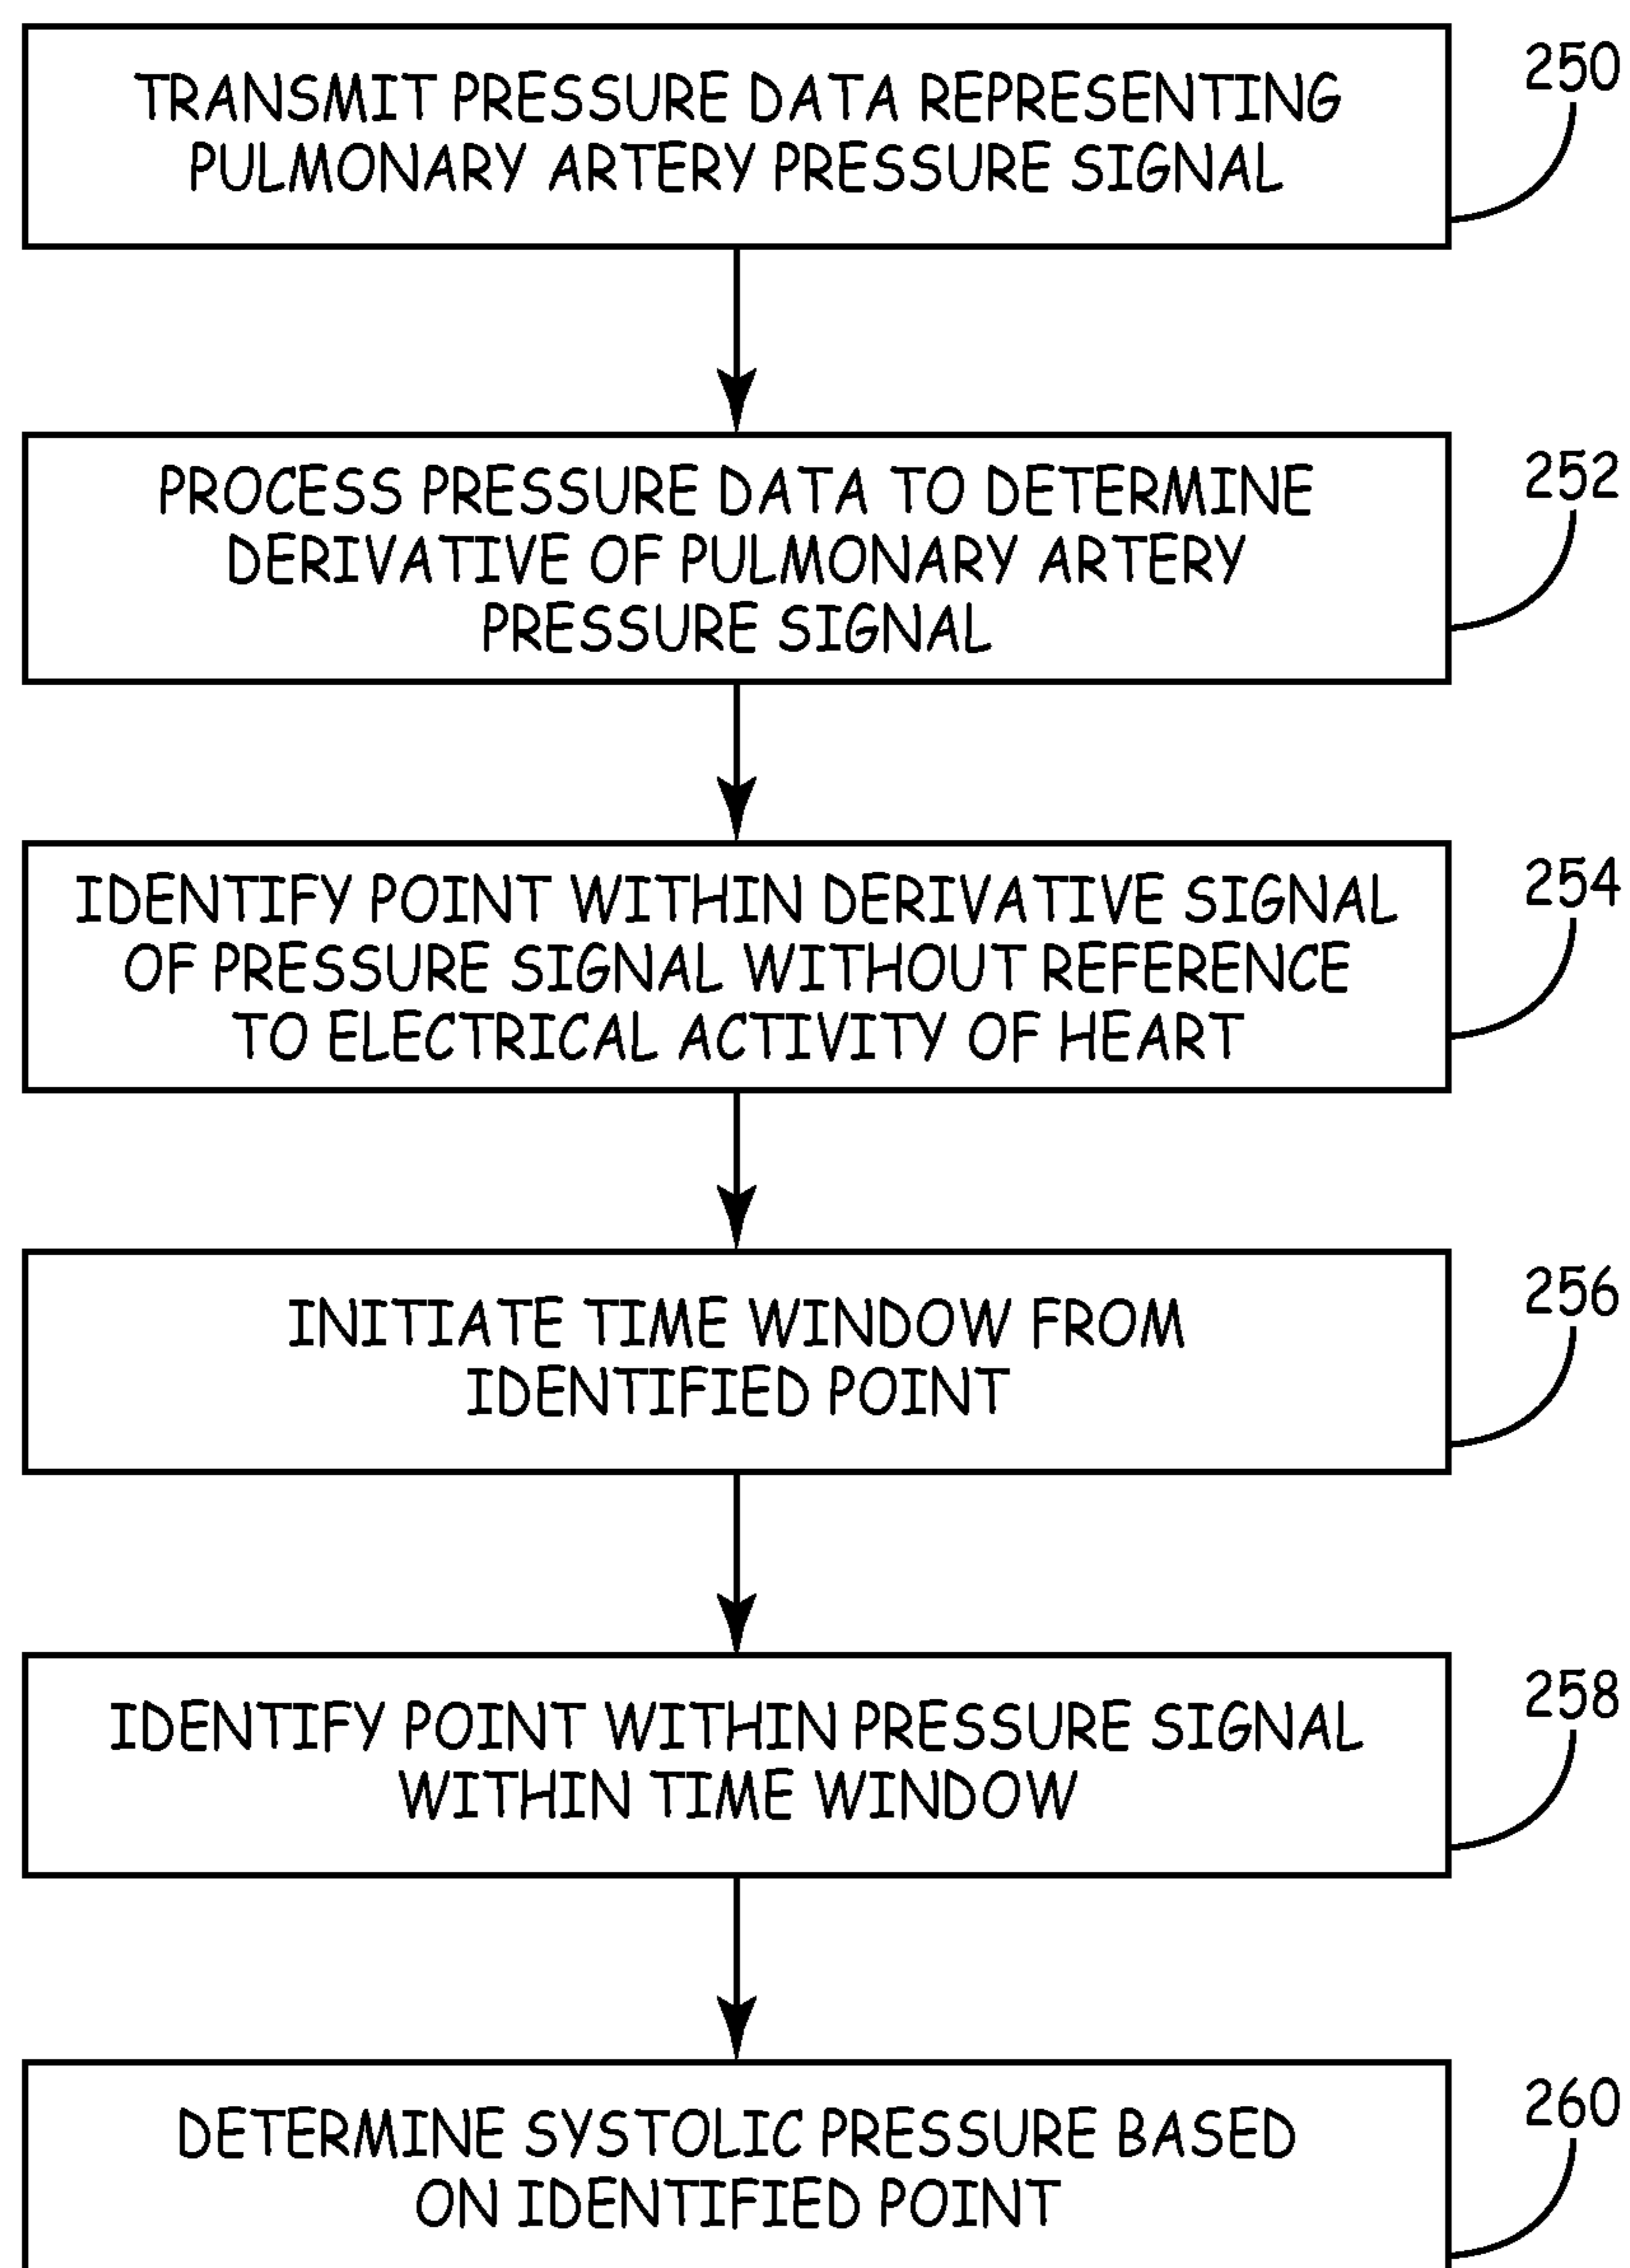 TRANSMIT PRESSURE DATA REPRESENTING
PULMONARY ARTERY PRESSURE SIGNAL
250
PROCESS PRESSURE DATA TO DETERMINE
DERIVATIVE OF PULMONARY ARTERY
PRESSURE SIGNAL
252
IDENTIFY POINT WITHIN DERIVATIVE SIGNAL
OF PRESSURE SIGNAL WITHOUT REFERENCE
TO ELECTRICAL ACTIVITY OF HEART
254
INITIATE TIME WINDOW FROM
IDENTIFIED POINT
256
IDENTIFY POINT WITHIN PRESSURE SIGNAL
WITHIN TIME WINDOW
258
DETERMINE SYSTOLIC PRESSURE BASED
ON IDENTIFIED POINT
260